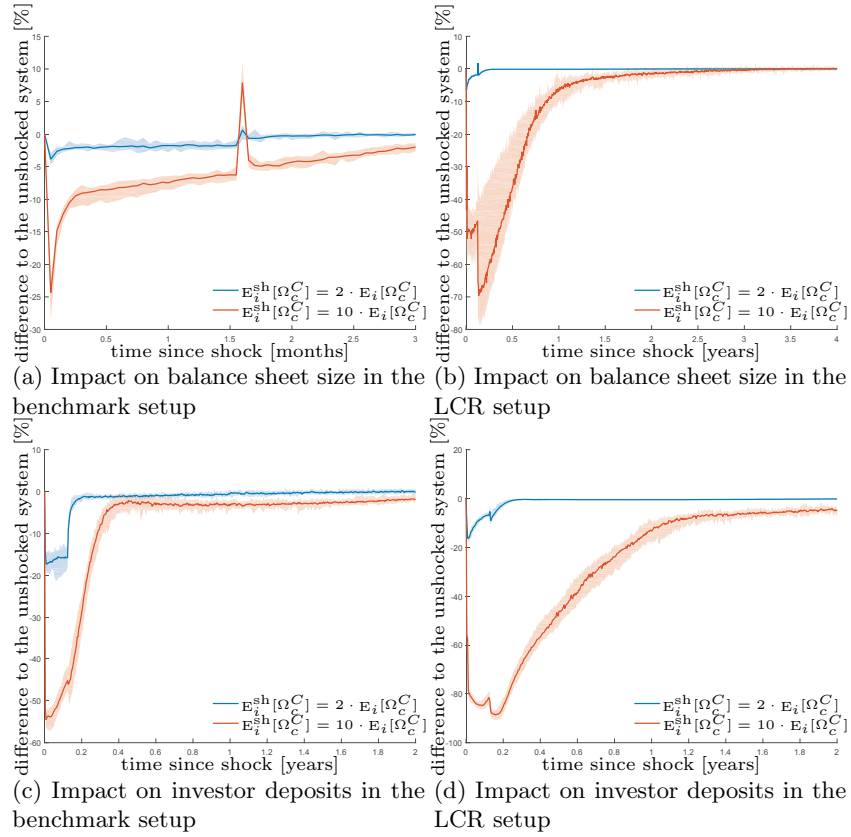 difference to the unshocked system [%]
15
10
5
0
-5
-10
-15
-20
-25
-30
0 0.5 1 1.5 2 2.5 3
E_i^sh[Ω_c^C] = 2 · E_i[Ω_c^C]
E_i^sh[Ω_c^C] = 10 · E_i[Ω_c^C]
time since shock [months]
(a) Impact on balance sheet size in the
benchmark setup
difference to the unshocked system [%]
20
10
0
-10
-20
-30
-40
-50
-60
-70
-80
0 0.5 1 1.5 2 2.5 3 3.5 4
E_i^sh[Ω_c^C] = 2 · E_i[Ω_c^C]
E_i^sh[Ω_c^C] = 10 · E_i[Ω_c^C]
time since shock [years]
(b) Impact on balance sheet size in the
LCR setup
difference to the unshocked system [%]
10
0
-10
-20
-30
-40
-50
-60
0 0.2 0.4 0.6 0.8 1 1.2 1.4 1.6 1.8 2
E_i^sh[Ω_c^C] = 2 · E_i[Ω_c^C]
E_i^sh[Ω_c^C] = 10 · E_i[Ω_c^C]
time since shock [years]
(c) Impact on investor deposits in the
benchmark setup
difference to the unshocked system [%]
20
0
-20
-40
-60
-80
-100
0 0.2 0.4 0.6 0.8 1 1.2 1.4 1.6 1.8 2
E_i^sh[Ω_c^C] = 2 · E_i[Ω_c^C]
E_i^sh[Ω_c^C] = 10 · E_i[Ω_c^C]
time since shock [years]
(d) Impact on investor deposits in the
LCR setup